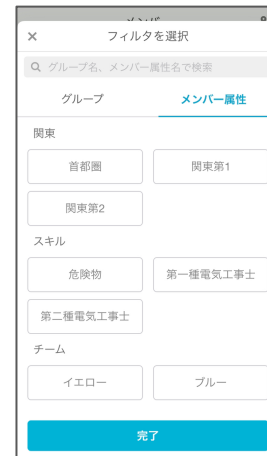 メンバー
× フィルタを選択
グループ名、メンバー属性名で検索
グループ メンバー属性
関東
首都圏 関東第1
関東第2
スキル
危険物 第一種電気工事士
第二種電気工事士
チーム
イエロー ブルー
完了